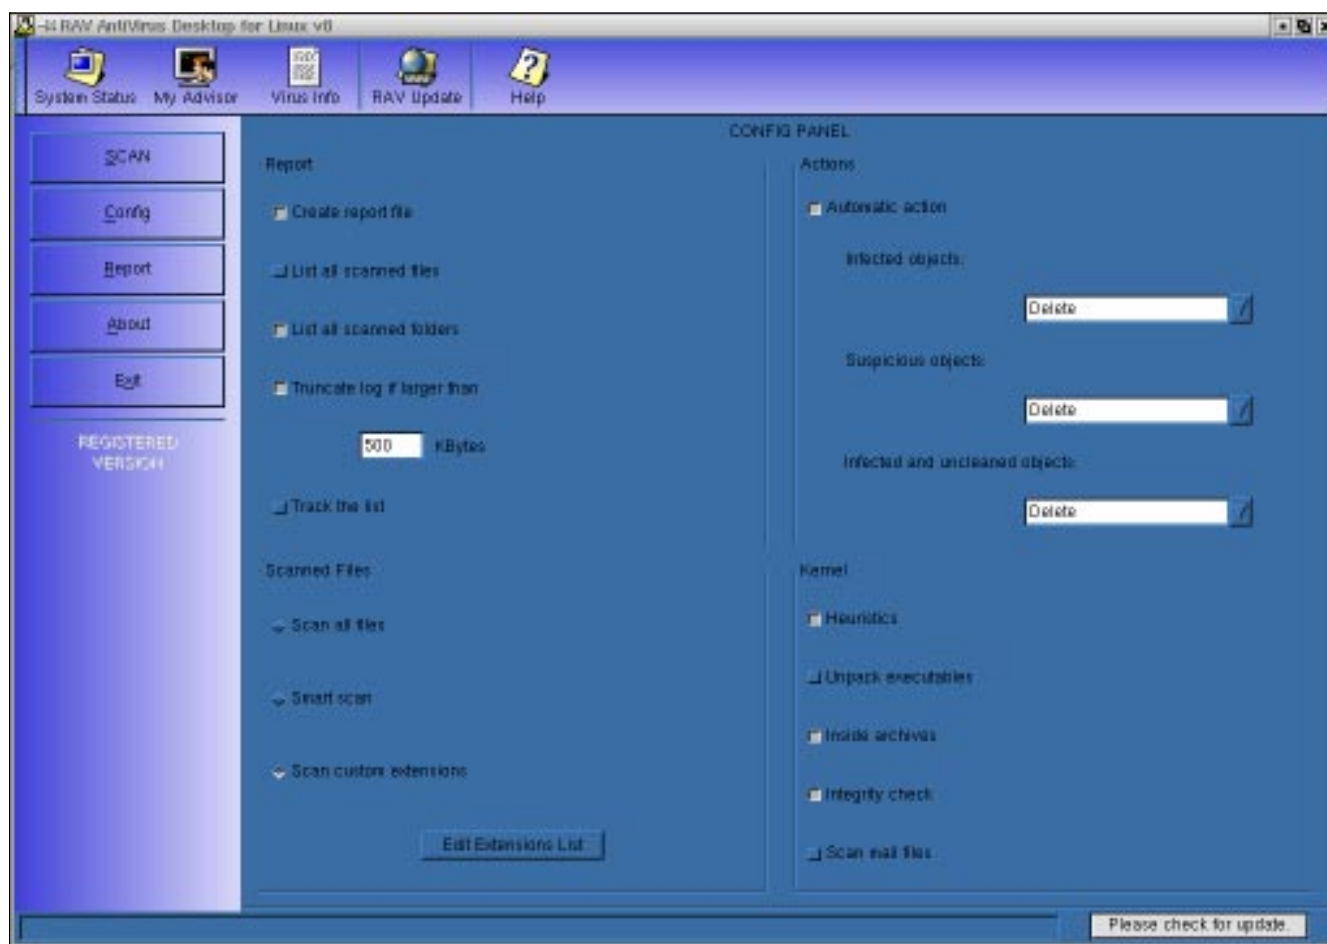 RAV AntiVirus Desktop for Linux v8
System Status
My Advisor
Virus Info
RAV Update
Help
SCAN
Config
Report
About
Exit
REGISTERED
VERSION
CONFIG PANEL
Report
Create report file
List all scanned files
List all scanned folders
Truncate log if larger than
500 KBytes
Track the list
Scanned Files
Scan all files
Smart scan
Scan custom extensions
Edit Extensions List
Actions
Automatic action
Infected objects:
Delete
Suspicious objects:
Delete
Infected and uncleaned objects:
Delete
Kernel
Heuristics
Unpack executables
Inside archives
Integrity check
Scan mail files
Please check for update.